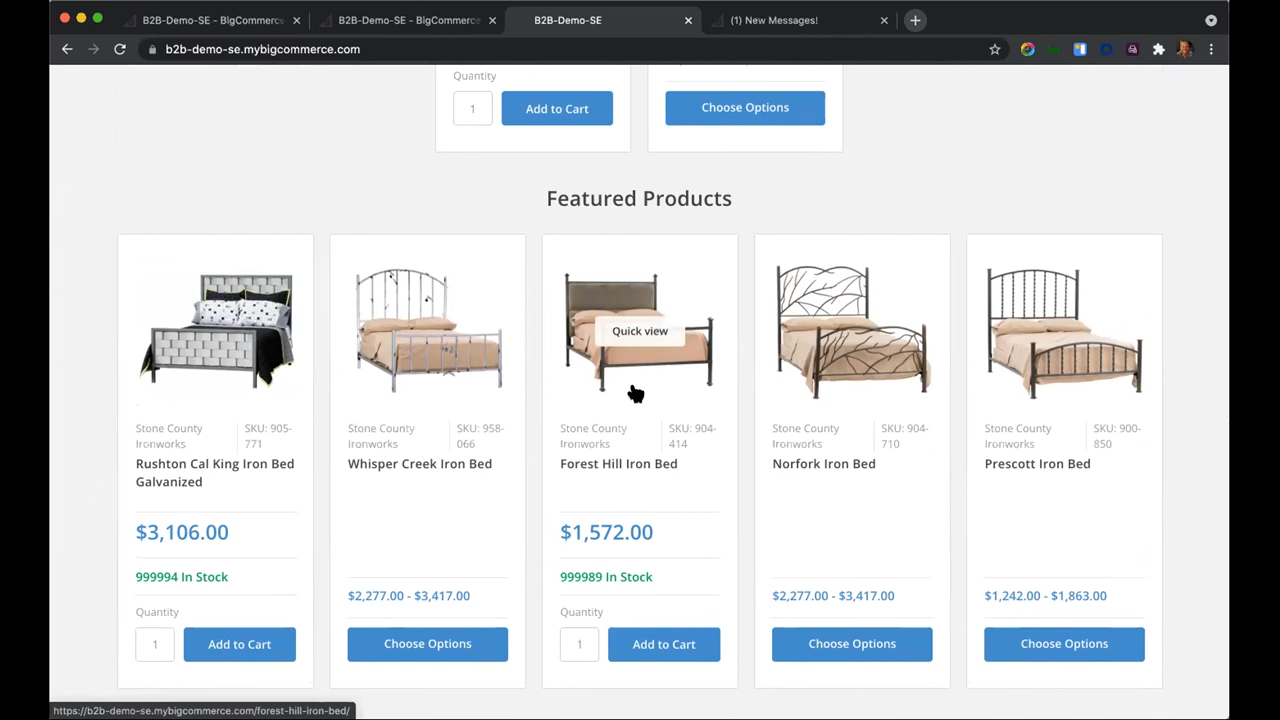 B2B-Demo-SE - BigCommerce
B2B-Demo-SE - BigCommerce
B2B-Demo-SE
(1) New Messages!
b2b-demo-se.mybigcommerce.com
Quantity
1
Add to Cart
Choose Options
Featured Products
Quick view
Stone County
Ironworks
SKU: 905-
771
Rushton Cal King Iron Bed
Galvanized
$3,106.00
999994 In Stock
Quantity
1
Add to Cart
Stone County
Ironworks
SKU: 958-
066
Whisper Creek Iron Bed
$2,277.00 - $3,417.00
Choose Options
Stone County
Ironworks
SKU: 904-
414
Forest Hill Iron Bed
$1,572.00
999989 In Stock
Quantity
1
Add to Cart
Stone County
Ironworks
SKU: 904-
710
Norfork Iron Bed
$2,277.00 - $3,417.00
Choose Options
Stone County
Ironworks
SKU: 900-
850
Prescott Iron Bed
$1,242.00 - $1,863.00
Choose Options
https://b2b-demo-se.mybigcommerce.com/forest-hill-iron-bed/